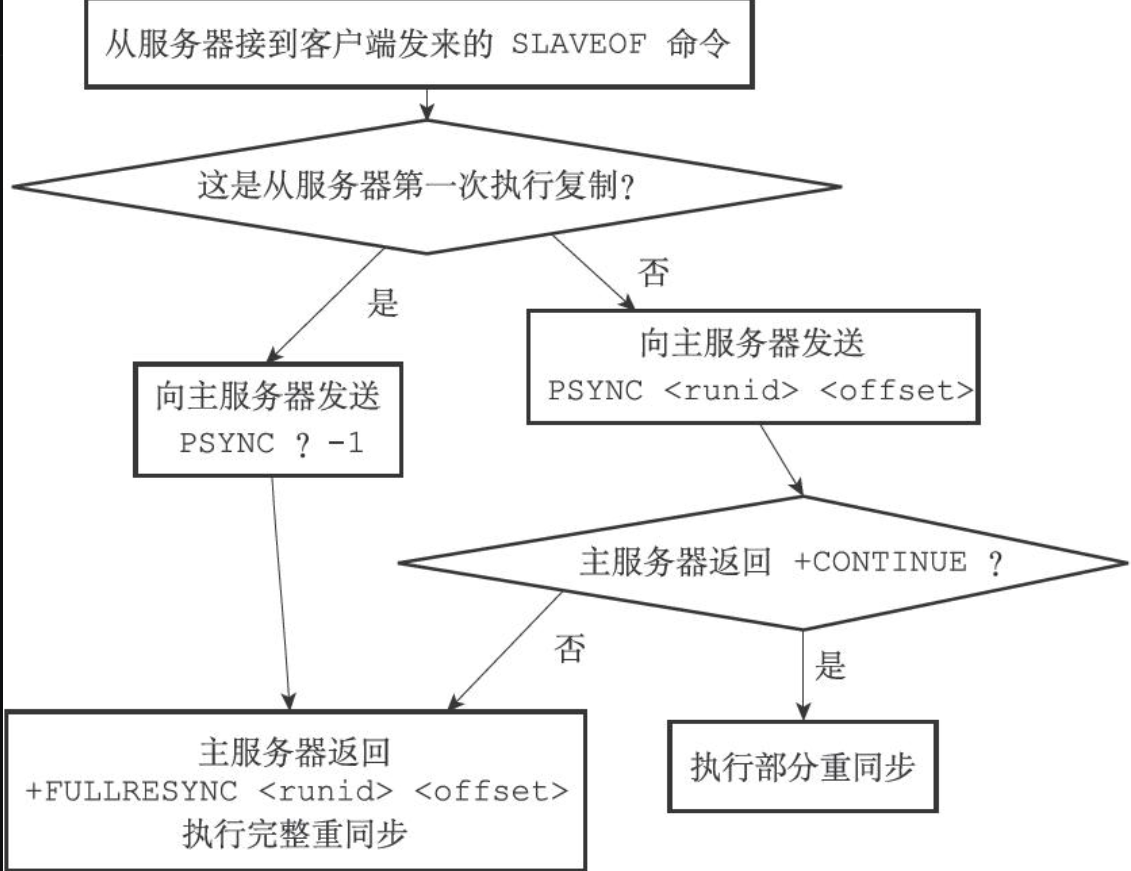 从服务器接到客户端发来的 SLAVEOF 命令
这是从服务器第一次执行复制?
是
否
向主服务器发送
PSYNC ? -1
向主服务器发送
PSYNC <runid> <offset>
主服务器返回 +CONTINUE ?
否
是
主服务器返回
+FULLRESYNC <runid> <offset>
执行完整重同步
执行部分重同步